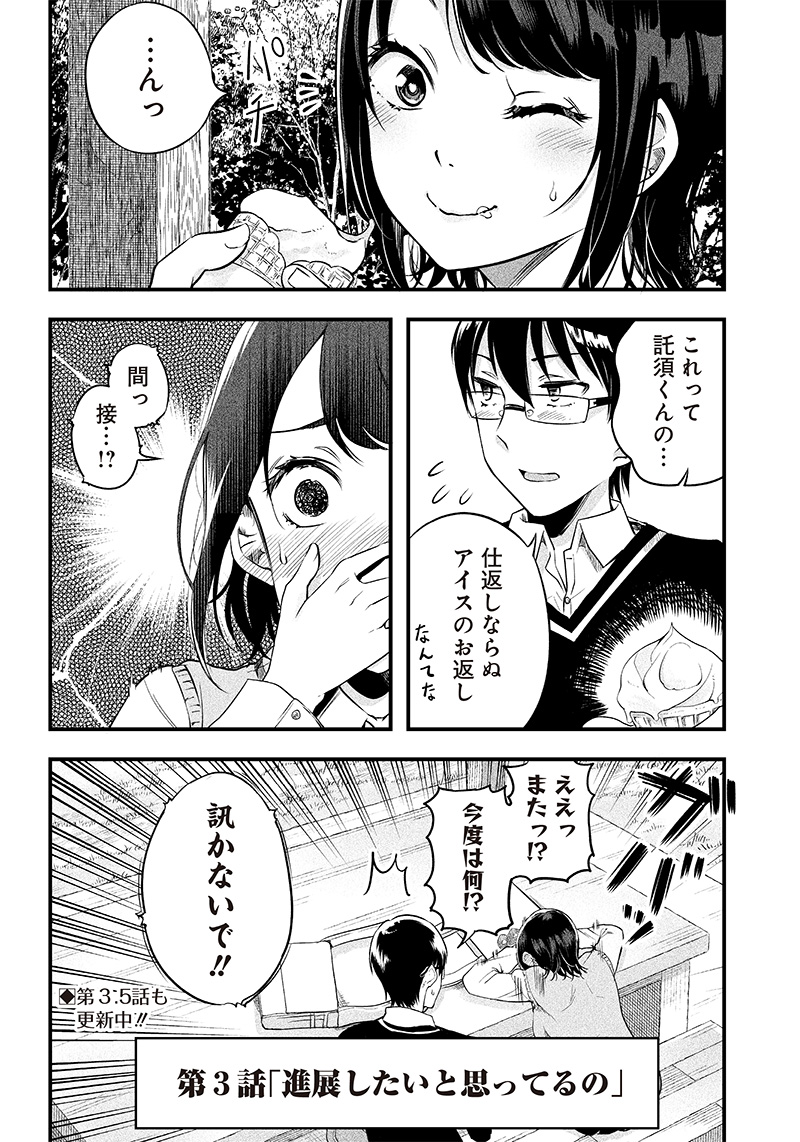 …んっ
パチ
これって
託須くんの…
仕返しならぬ
アイスのお返し
なんてな
間っ
接…!?
ええっ
またっ!?
今度は何!?
訊かないで!!
◆第3.5話も
更新中!!
第3話「進展したいと思ってるの」